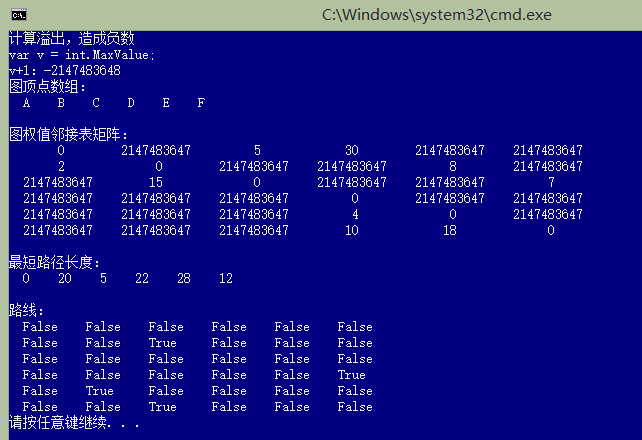 C:\Windows\system32\cmd.exe
计算溢出，造成负数
var v = int.MaxValue;
v+1：-2147483648
图顶点数组：
A B C D E F
图权值邻接表矩阵：
0 2147483647 5 30 2147483647 2147483647
2 0 2147483647 2147483647 8 2147483647
2147483647 15 0 2147483647 2147483647 7
2147483647 2147483647 2147483647 0 2147483647 2147483647
2147483647 2147483647 2147483647 4 0 2147483647
2147483647 2147483647 2147483647 10 18 0
最短路径长度：
0 20 5 22 28 12
路线：
False False False False False False
False False True False False False
False False False False False False
False False False False False True
False True False False False False
False False True False False False
请按任意键继续. . .